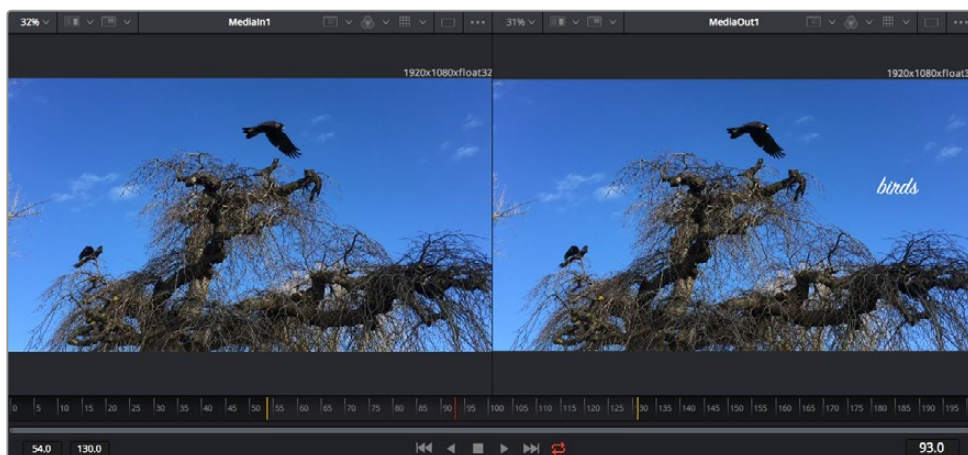 32% MediaIn1 31% MediaOut1
1920x1080xfloat32 1920x1080xfloat3
birds
0 5 10 15 20 25 30 35 40 45 50 55 60 65 70 75 80 85 90 95 100 105 110 115 120 125 130 135 140 145 150 155 160 165 170 175 180 185 190 195
54.0 130.0 93.0